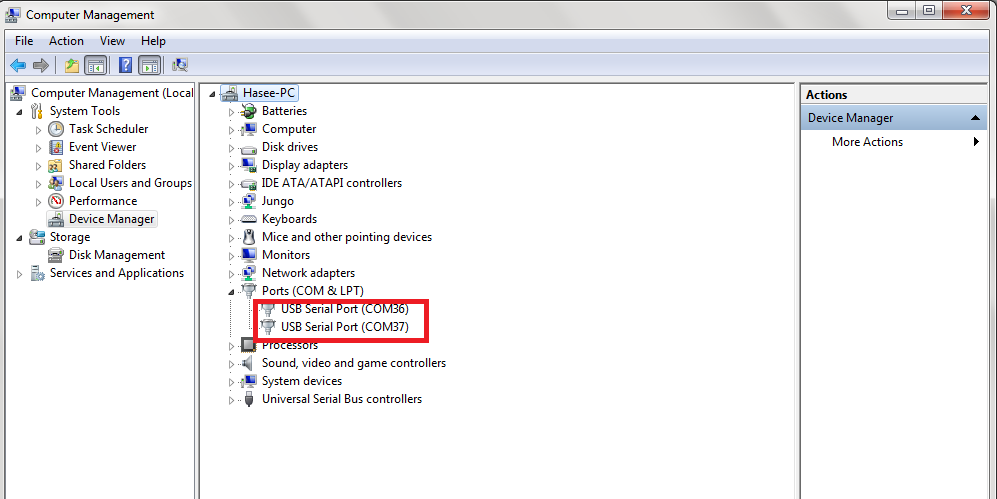 Computer Management
File Action View Help
Computer Management (Local
System Tools
Task Scheduler
Event Viewer
Shared Folders
Local Users and Groups
Performance
Device Manager
Storage
Disk Management
Services and Applications
Hasee-PC
Batteries
Computer
Disk drives
Display adapters
IDE ATA/ATAPI controllers
Jungo
Keyboards
Mice and other pointing devices
Monitors
Network adapters
Ports (COM & LPT)
USB Serial Port (COM36)
USB Serial Port (COM37)
Processors
Sound, video and game controllers
System devices
Universal Serial Bus controllers
Actions
Device Manager
More Actions